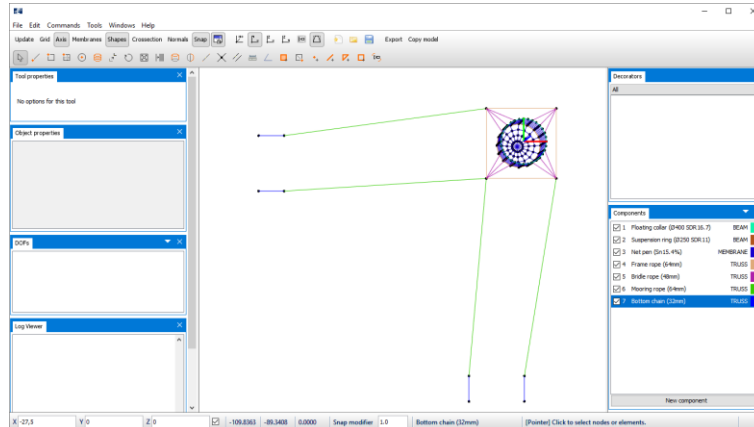 File Edit Commands Tools Windows Help
Update Grid Axis Membranes Shapes Crossection Normals Snap Export Copy model
Tool properties
No options for this tool
Object properties
DOFs
Log Viewer
Decorators
All
Components
1 Floating collar (Ø400 SDR16.7) BEAM
2 Suspension ring (Ø250 SDR11) BEAM
3 Net pen (Sn15.4%) MEMBRANE
4 Frame rope (64mm) TRUSS
5 Bridle rope (48mm) TRUSS
6 Mooring rope (64mm) TRUSS
7 Bottom chain (32mm) TRUSS
New component
X -27,5 Y 0 Z 0 -109.8363 -89.3408 0.0000 Snap modifier 1.0 Bottom chain (32mm) [Pointer] Click to select nodes or elements.